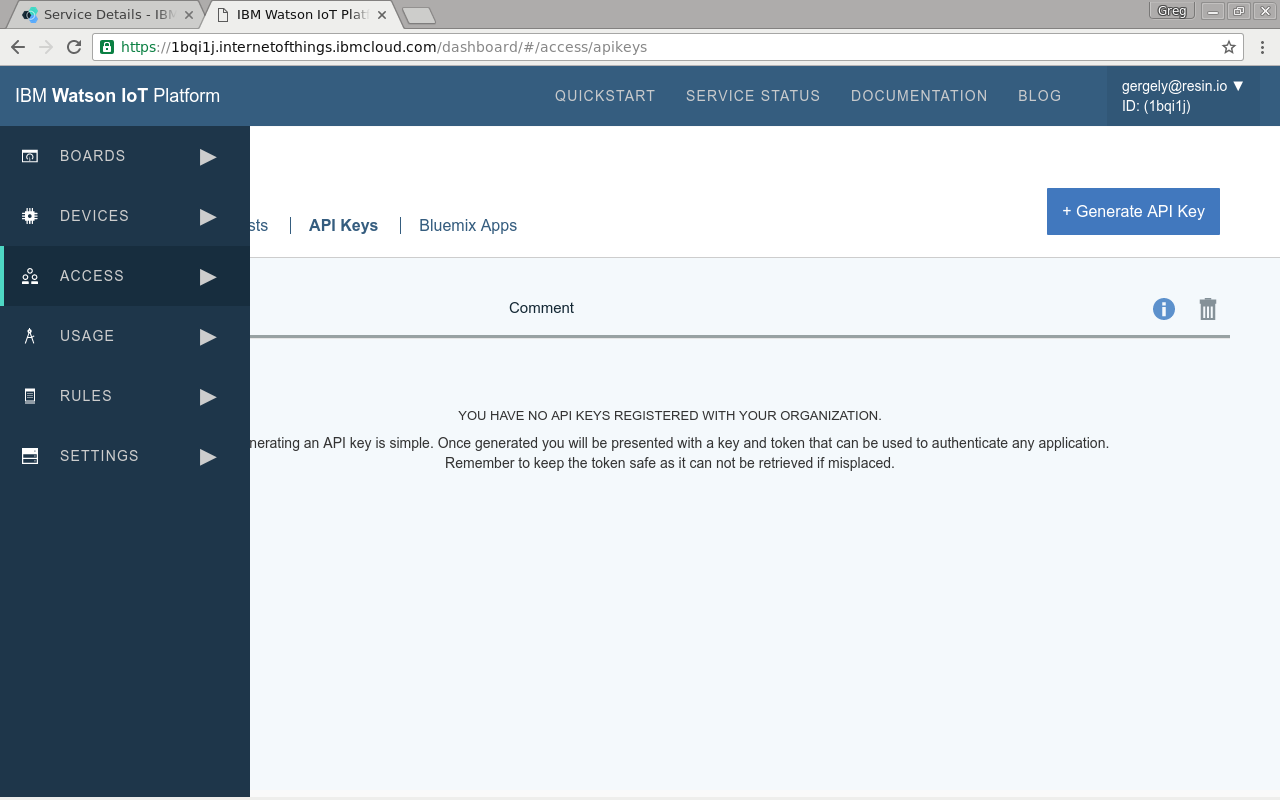 Service Details - IBM
IBM Watson IoT Plat
Greg
https://1bqi1j.internetofthings.ibmcloud.com/dashboard/#/access/apikeys
IBM Watson IoT Platform
QUICKSTART
SERVICE STATUS
DOCUMENTATION
BLOG
gergely@resin.io ▼
ID: (1bqi1j)
BOARDS
DEVICES
ACCESS
USAGE
RULES
SETTINGS
sts
API Keys
Bluemix Apps
+ Generate API Key
Comment
YOU HAVE NO API KEYS REGISTERED WITH YOUR ORGANIZATION.
nerating an API key is simple. Once generated you will be presented with a key and token that can be used to authenticate any application.
Remember to keep the token safe as it can not be retrieved if misplaced.